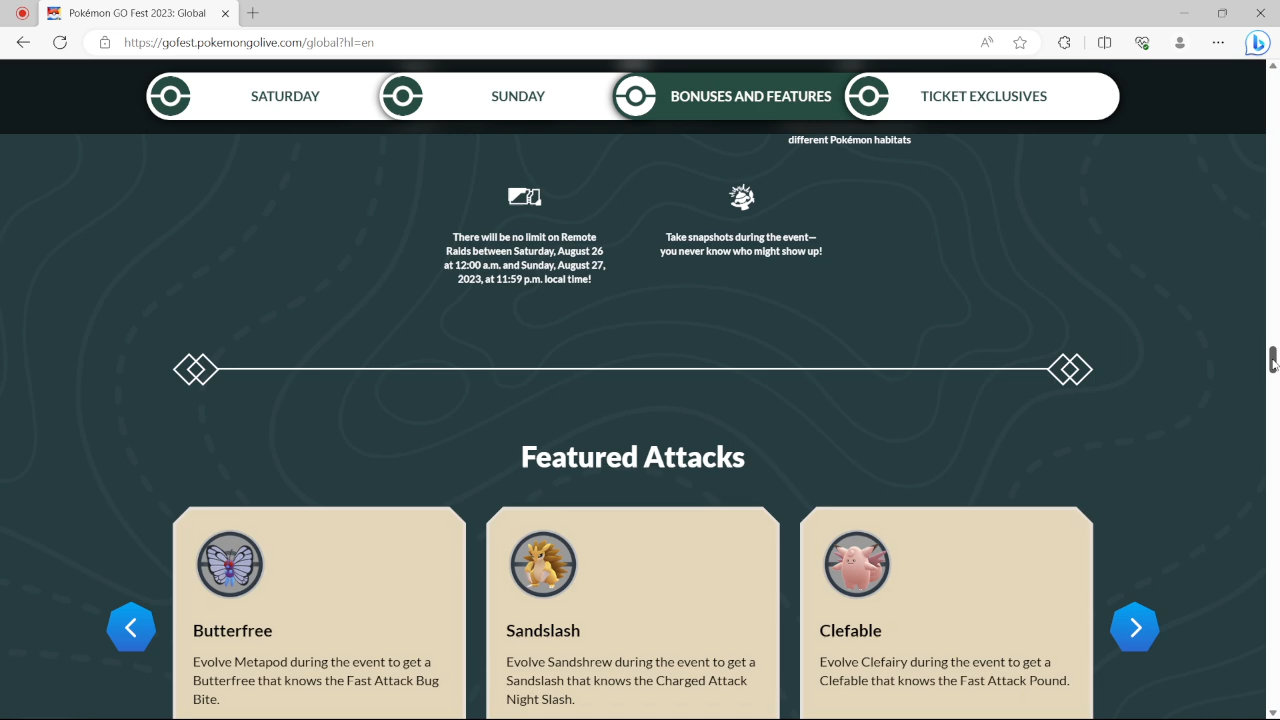 Pokémon GO Fest 2023: Global
https://gofest.pokemongolive.com/global?hl=en
SATURDAY
SUNDAY
BONUSES AND FEATURES
TICKET EXCLUSIVES
different Pokémon habitats
There will be no limit on Remote
Raids between Saturday, August 26
at 12:00 a.m. and Sunday, August 27,
2023, at 11:59 p.m. local time!
Take snapshots during the event—
you never know who might show up!
Featured Attacks
Butterfree
Evolve Metapod during the event to get a
Butterfree that knows the Fast Attack Bug
Bite.
Sandslash
Evolve Sandshrew during the event to get a
Sandslash that knows the Charged Attack
Night Slash.
Clefable
Evolve Clefairy during the event to get a
Clefable that knows the Fast Attack Pound.